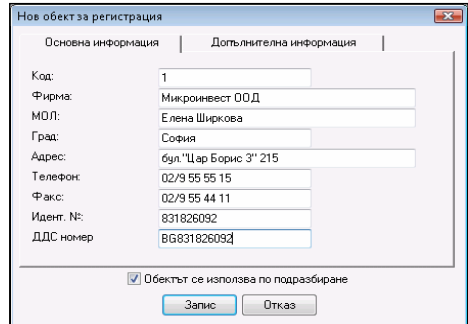 Нов обект за регистрация
Основна информация Допълнителна информация
Код: 1
Фирма: Микроинвест ООД
МОЛ: Елена Ширкова
Град: София
Адрес: бул."Цар Борис 3" 215
Телефон: 02/9 55 55 15
Факс: 02/9 55 44 11
Идент. №: 831826092
ДДС номер BG831826092
Обектът се използва по подразбиране
Запис Отказ